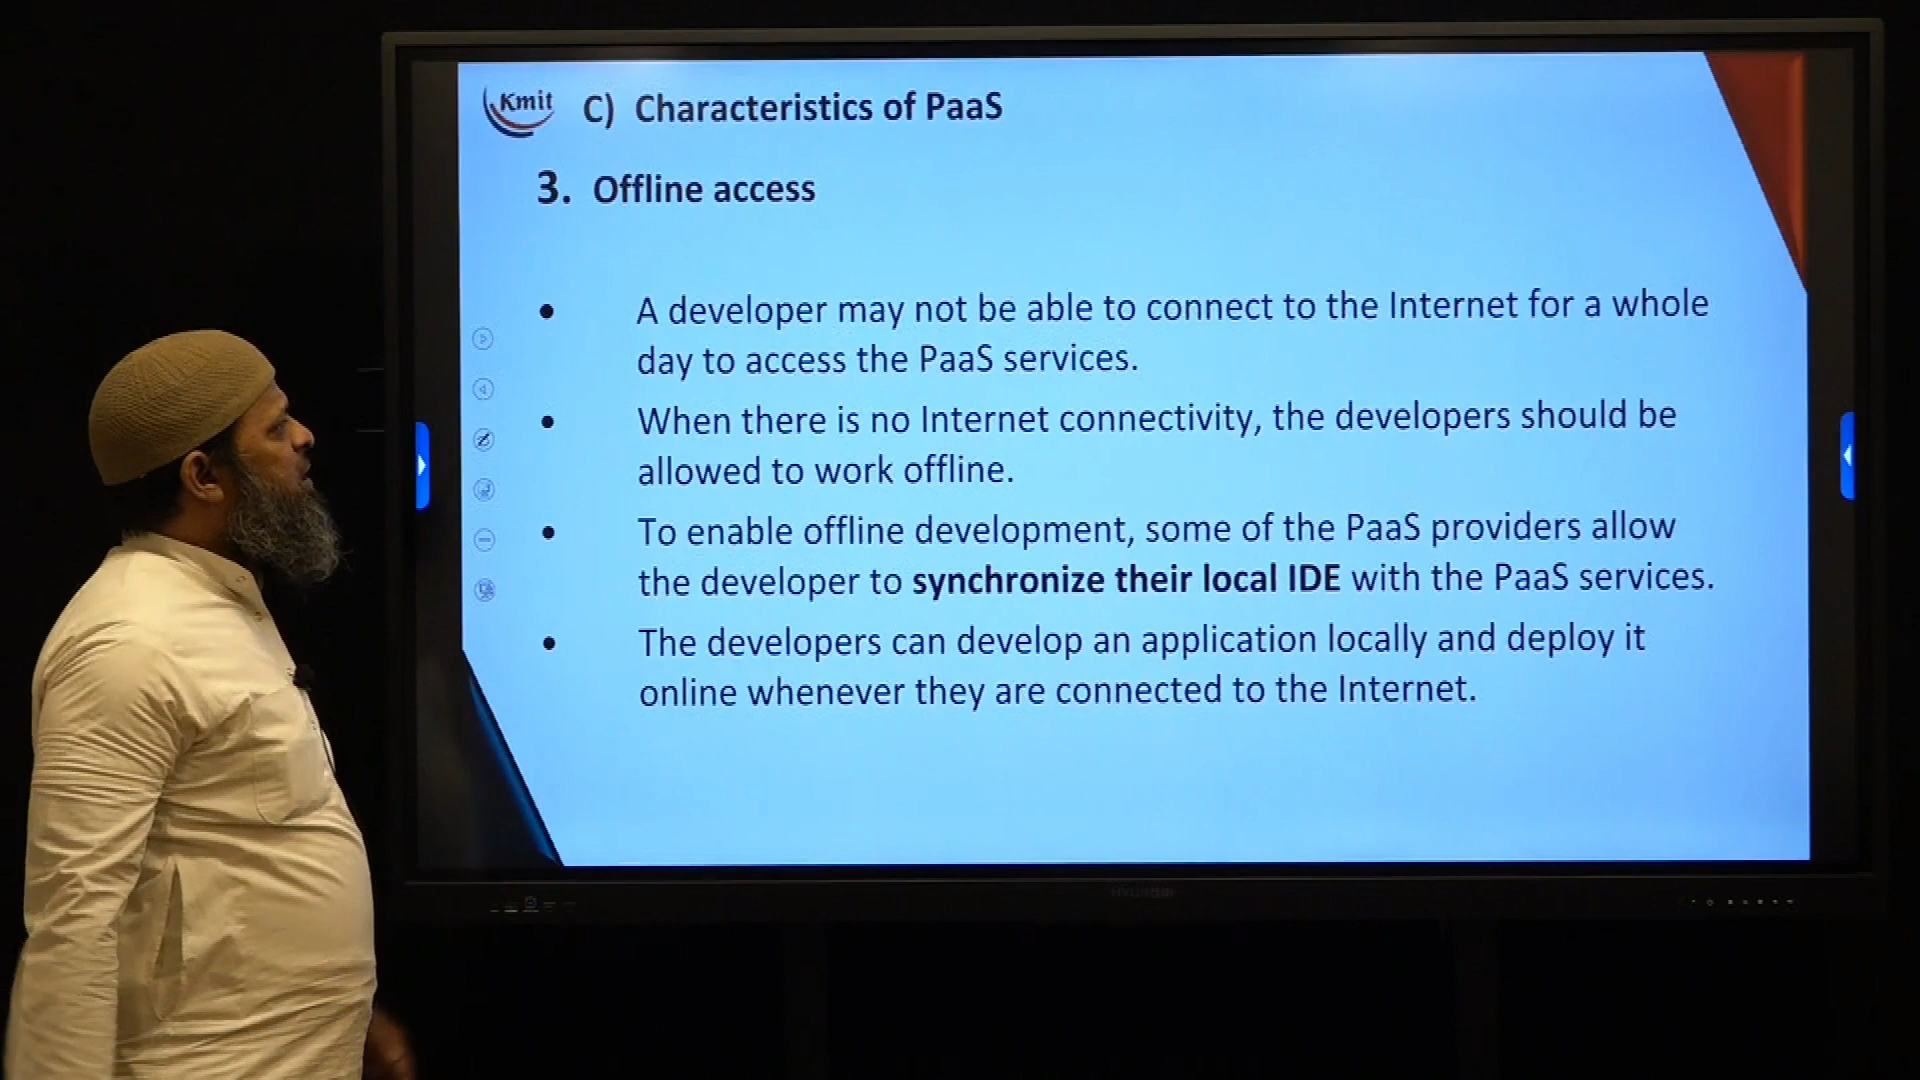 Kmit
C) Characteristics of PaaS
3. Offline access
• A developer may not be able to connect to the Internet for a whole
day to access the PaaS services.
• When there is no Internet connectivity, the developers should be
allowed to work offline.
• To enable offline development, some of the PaaS providers allow
the developer to synchronize their local IDE with the PaaS services.
• The developers can develop an application locally and deploy it
online whenever they are connected to the Internet.
HYUNDAI